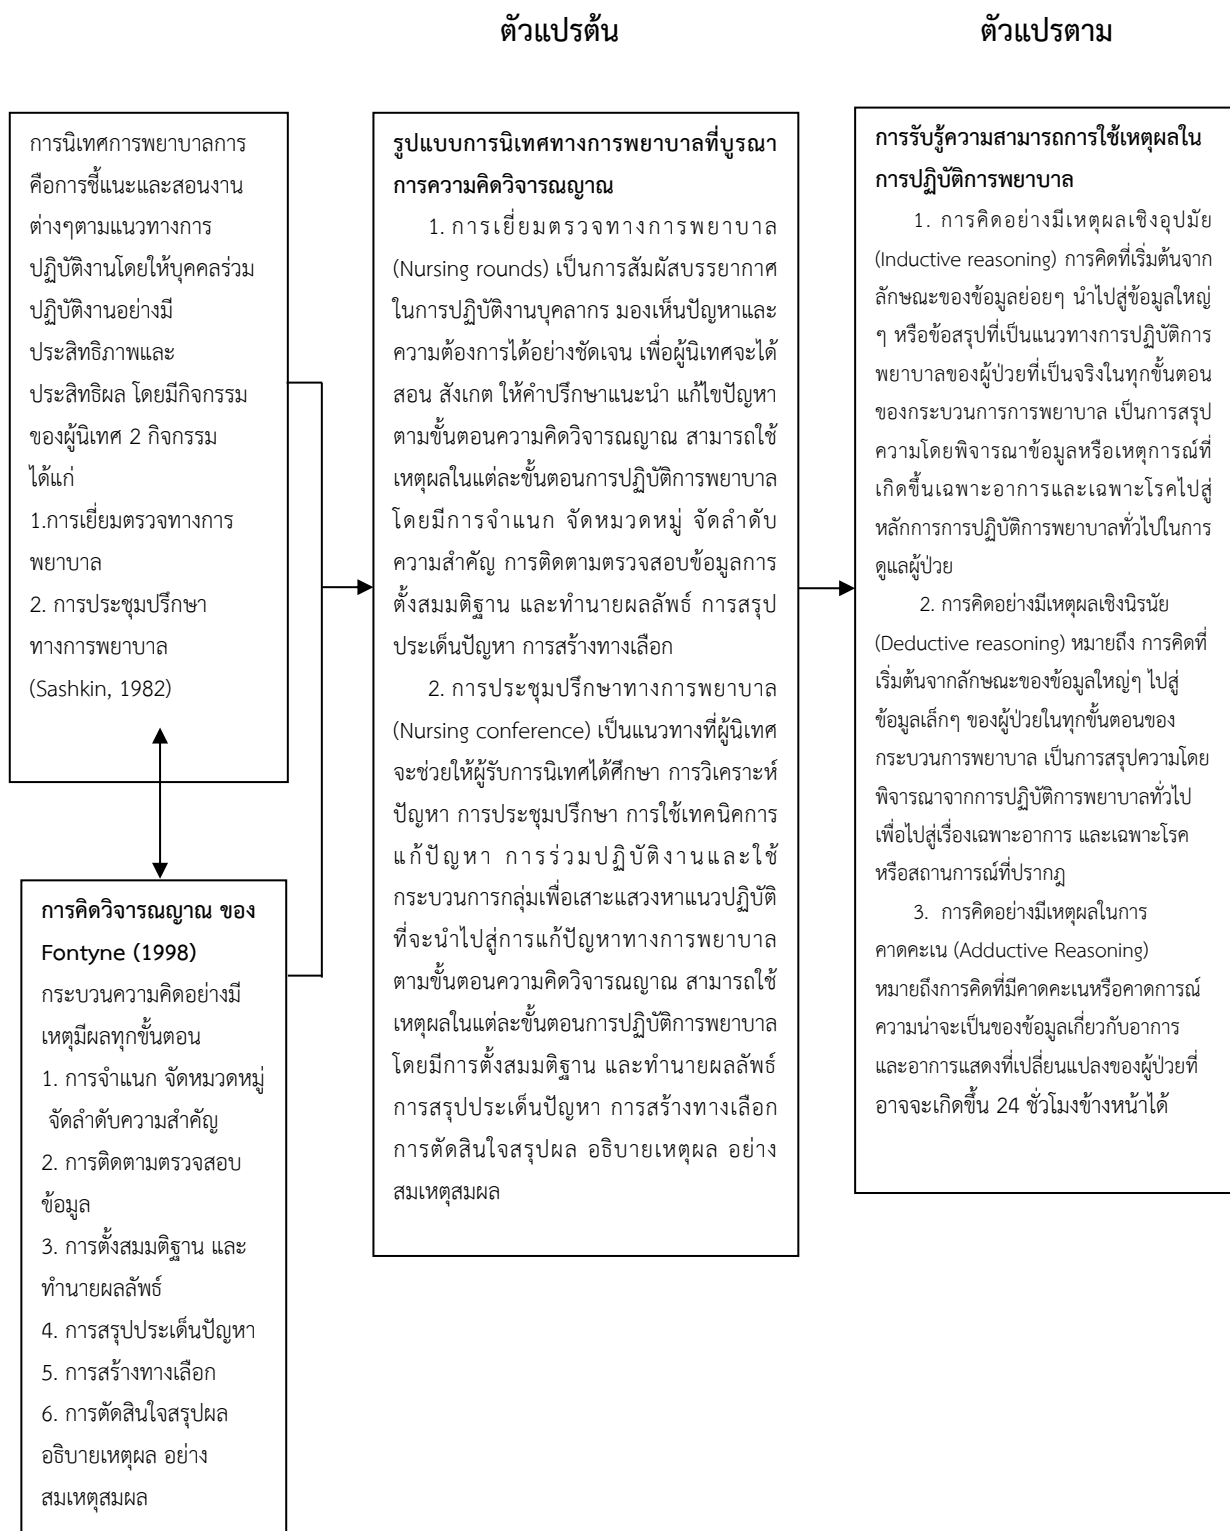 ตัวแปรต้น
ตัวแปรตาม
การนิเทศการพยาบาลการ
คือการชี้แนะและสอนงาน
ต่างๆตามแนวทางการ
ปฏิบัติงานโดยให้บุคคลร่วม
ปฏิบัติงานอย่างมี
ประสิทธิภาพและ
ประสิทธิผล โดยมีกิจกรรม
ของผู้นิเทศ 2 กิจกรรม
ได้แก่
1.การเยี่ยมตรวจทางการ
พยาบาล
2. การประชุมปรึกษา
ทางการพยาบาล
(Sashkin, 1982)
การคิดวิจารณญาณ ของ
Fontyne (1998)
กระบวนความคิดอย่างมี
เหตุมีผลทุกขั้นตอน
1. การจำแนก จัดหมวดหมู่
จัดลำดับความสำคัญ
2. การติดตามตรวจสอบ
ข้อมูล
3. การตั้งสมมติฐาน และ
ทำนายผลลัพธ์
4. การสรุปประเด็นปัญหา
5. การสร้างทางเลือก
6. การตัดสินใจสรุปผล
อธิบายเหตุผล อย่าง
สมเหตุสมผล
รูปแบบการนิเทศทางการพยาบาลที่บูรณา
การความคิดวิจารณญาณ
1. การเยี่ยมตรวจทางการพยาบาล
(Nursing rounds) เป็นการสัมผัสบรรยากาศ
ในการปฏิบัติงานบุคลากร มองเห็นปัญหาและ
ความต้องการได้อย่างชัดเจน เพื่อผู้นิเทศจะได้
สอน สังเกต ให้คำปรึกษาแนะนำ แก้ไขปัญหา
ตามขั้นตอนความคิดวิจารณญาณ สามารถใช้
เหตุผลในแต่ละขั้นตอนการปฏิบัติการพยาบาล
โดยมีการจำแนก จัดหมวดหมู่ จัดลำดับ
ความสำคัญ การติดตามตรวจสอบข้อมูลการ
ตั้งสมมติฐาน และทำนายผลลัพธ์ การสรุป
ประเด็นปัญหา การสร้างทางเลือก
2. การประชุมปรึกษาทางการพยาบาล
(Nursing conference) เป็นแนวทางที่ผู้นิเทศ
จะช่วยให้ผู้รับการนิเทศได้ศึกษา การวิเคราะห์
ปัญหา การประชุมปรึกษา การใช้เทคนิคการ
แก้ปัญหา การร่วมปฏิบัติงานและใช้
กระบวนการกลุ่มเพื่อเสาะแสวงหาแนวปฏิบัติ
ที่จะนำไปสู่การแก้ปัญหาทางการพยาบาล
ตามขั้นตอนความคิดวิจารณญาณ สามารถใช้
เหตุผลในแต่ละขั้นตอนการปฏิบัติการพยาบาล
โดยมีการตั้งสมมติฐาน และทำนายผลลัพธ์
การสรุปประเด็นปัญหา การสร้างทางเลือก
การตัดสินใจสรุปผล อธิบายเหตุผล อย่าง
สมเหตุสมผล
การรับรู้ความสามารถการใช้เหตุผลใน
การปฏิบัติการพยาบาล
1. การคิดอย่างมีเหตุผลเชิงอุปมัย
(Inductive reasoning) การคิดที่เริ่มต้นจาก
ลักษณะของข้อมูลย่อยๆ นำไปสู่ข้อมูลใหญ่
ๆ หรือข้อสรุปที่เป็นแนวทางการปฏิบัติการ
พยาบาลของผู้ป่วยที่เป็นจริงในทุกขั้นตอน
ของกระบวนการการพยาบาล เป็นการสรุป
ความโดยพิจารณาข้อมูลหรือเหตุการณ์ที่
เกิดขึ้นเฉพาะอาการและเฉพาะโรคไปสู่
หลักการการปฏิบัติการพยาบาลทั่วไปในการ
ดูแลผู้ป่วย
2. การคิดอย่างมีเหตุผลเชิงนิรนัย
(Deductive reasoning) หมายถึง การคิดที่
เริ่มต้นจากลักษณะของข้อมูลใหญ่ๆ ไปสู่
ข้อมูลเล็กๆ ของผู้ป่วยในทุกขั้นตอนของ
กระบวนการพยาบาล เป็นการสรุปความโดย
พิจารณาจากการปฏิบัติการพยาบาลทั่วไป
เพื่อไปสู่เรื่องเฉพาะอาการ และเฉพาะโรค
หรือสถานการณ์ที่ปรากฎ
3. การคิดอย่างมีเหตุผลในการ
คาดคะเน (Adductive Reasoning)
หมายถึงการคิดที่มีคาดคะเนหรือคาดการณ์
ความน่าจะเป็นของข้อมูลเกี่ยวกับอาการ
และอาการแสดงที่เปลี่ยนแปลงของผู้ป่วยที่
อาจจะเกิดขึ้น 24 ชั่วโมงข้างหน้าได้